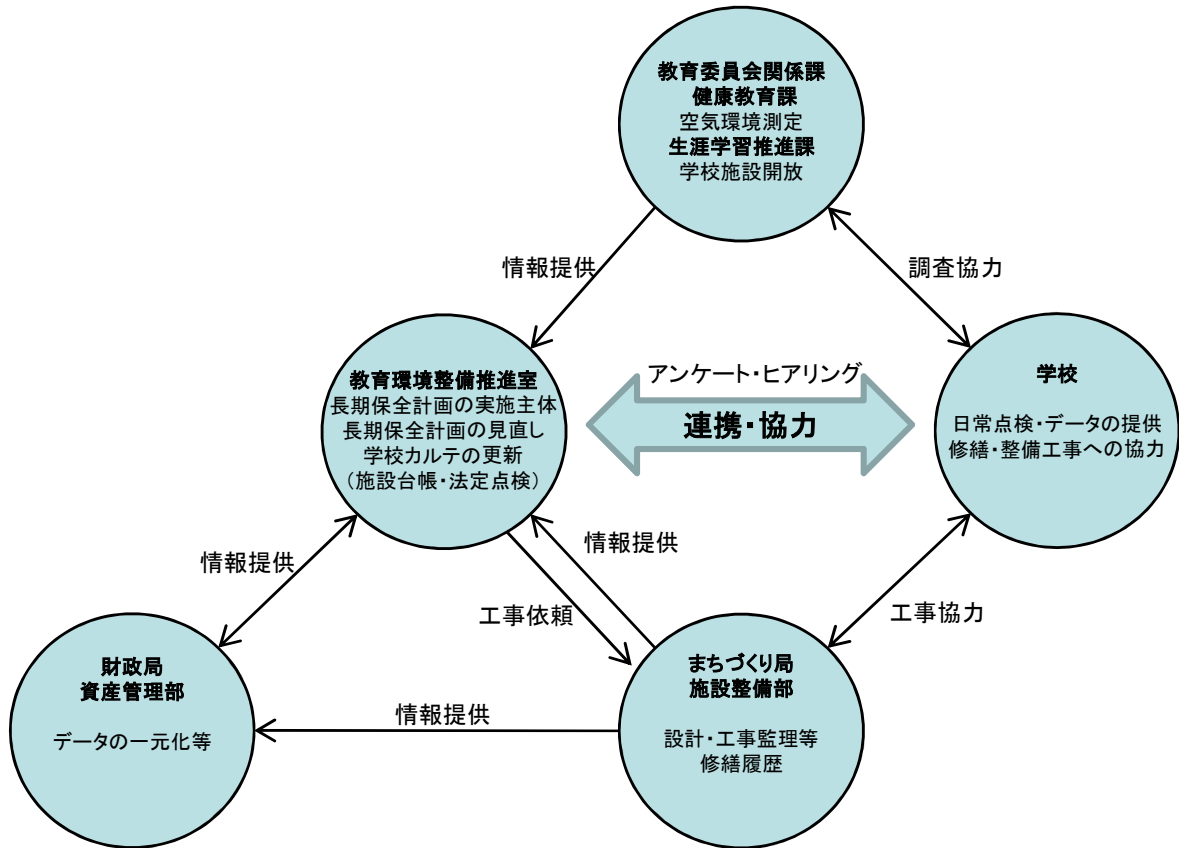 教育委員会関係課
健康教育課
空気環境測定
生涯学習推進課
学校施設開放
情報提供
調査協力
教育環境整備推進室
長期保全計画の実施主体
長期保全計画の見直し
学校カルテの更新
（施設台帳・法定点検）
アンケート・ヒアリング
連携・協力
学校
日常点検・データの提供
修繕・整備工事への協力
情報提供
情報提供
工事依頼
工事協力
財政局
資産管理部
データの一元化等
情報提供
まちづくり局
施設整備部
設計・工事監理等
修繕履歴